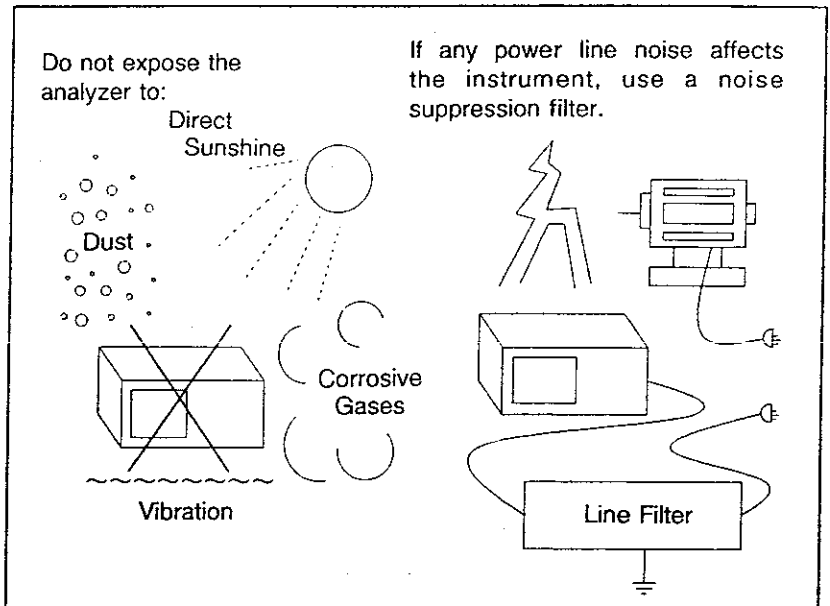 Do not expose the
analyzer to:
Direct
Sunshine
Dust
Corrosive
Gases
Vibration
If any power line noise affects
the instrument, use a noise
suppression filter.
Line Filter